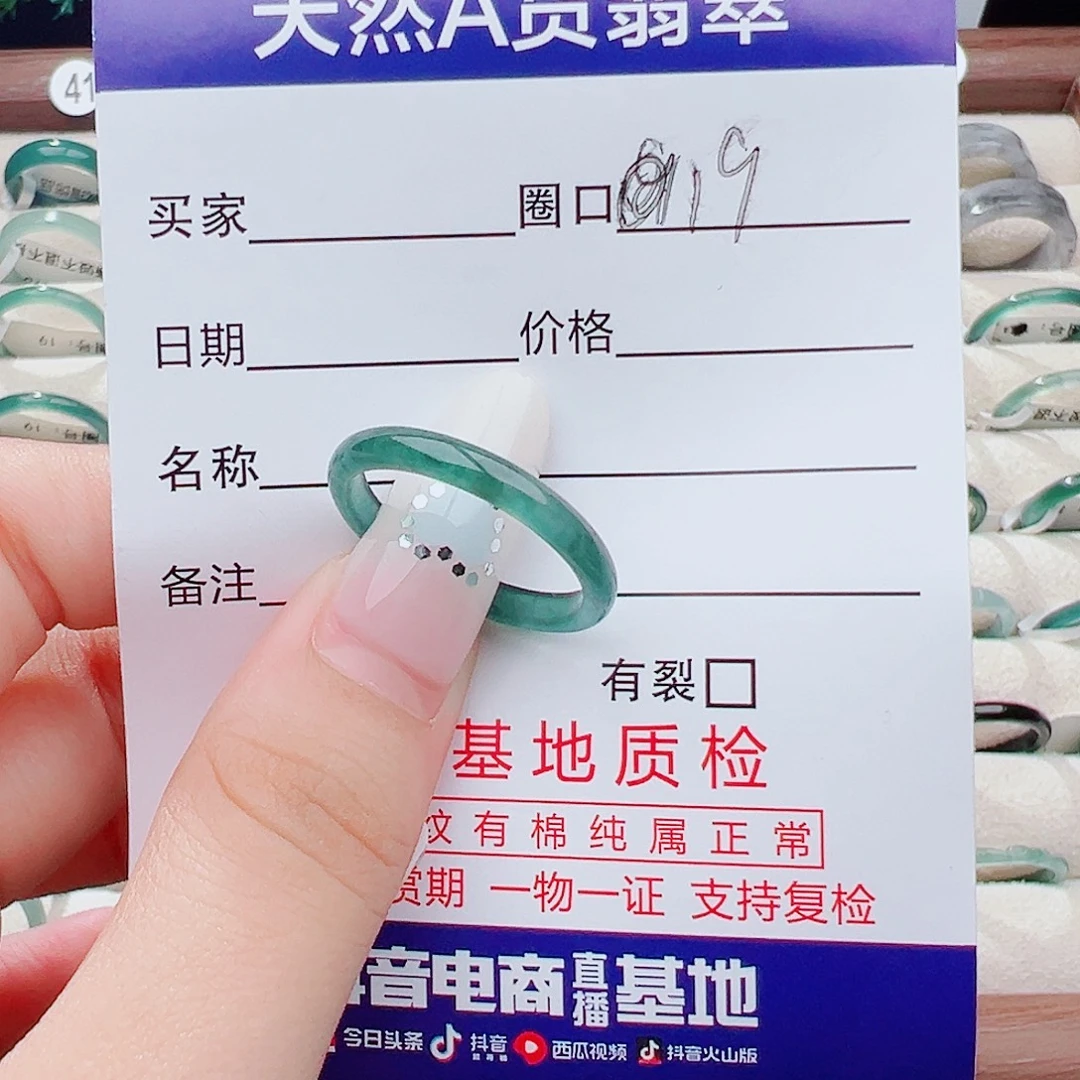 天然A货翡翠
41
买家 圈口 19
日期 价格
名称
备注
有裂
基地质检
纹有棉纯属正常
赏期 一物一证 支持复检
抖音电商直播基地
今日头条 抖音 西瓜视频 抖音火山版